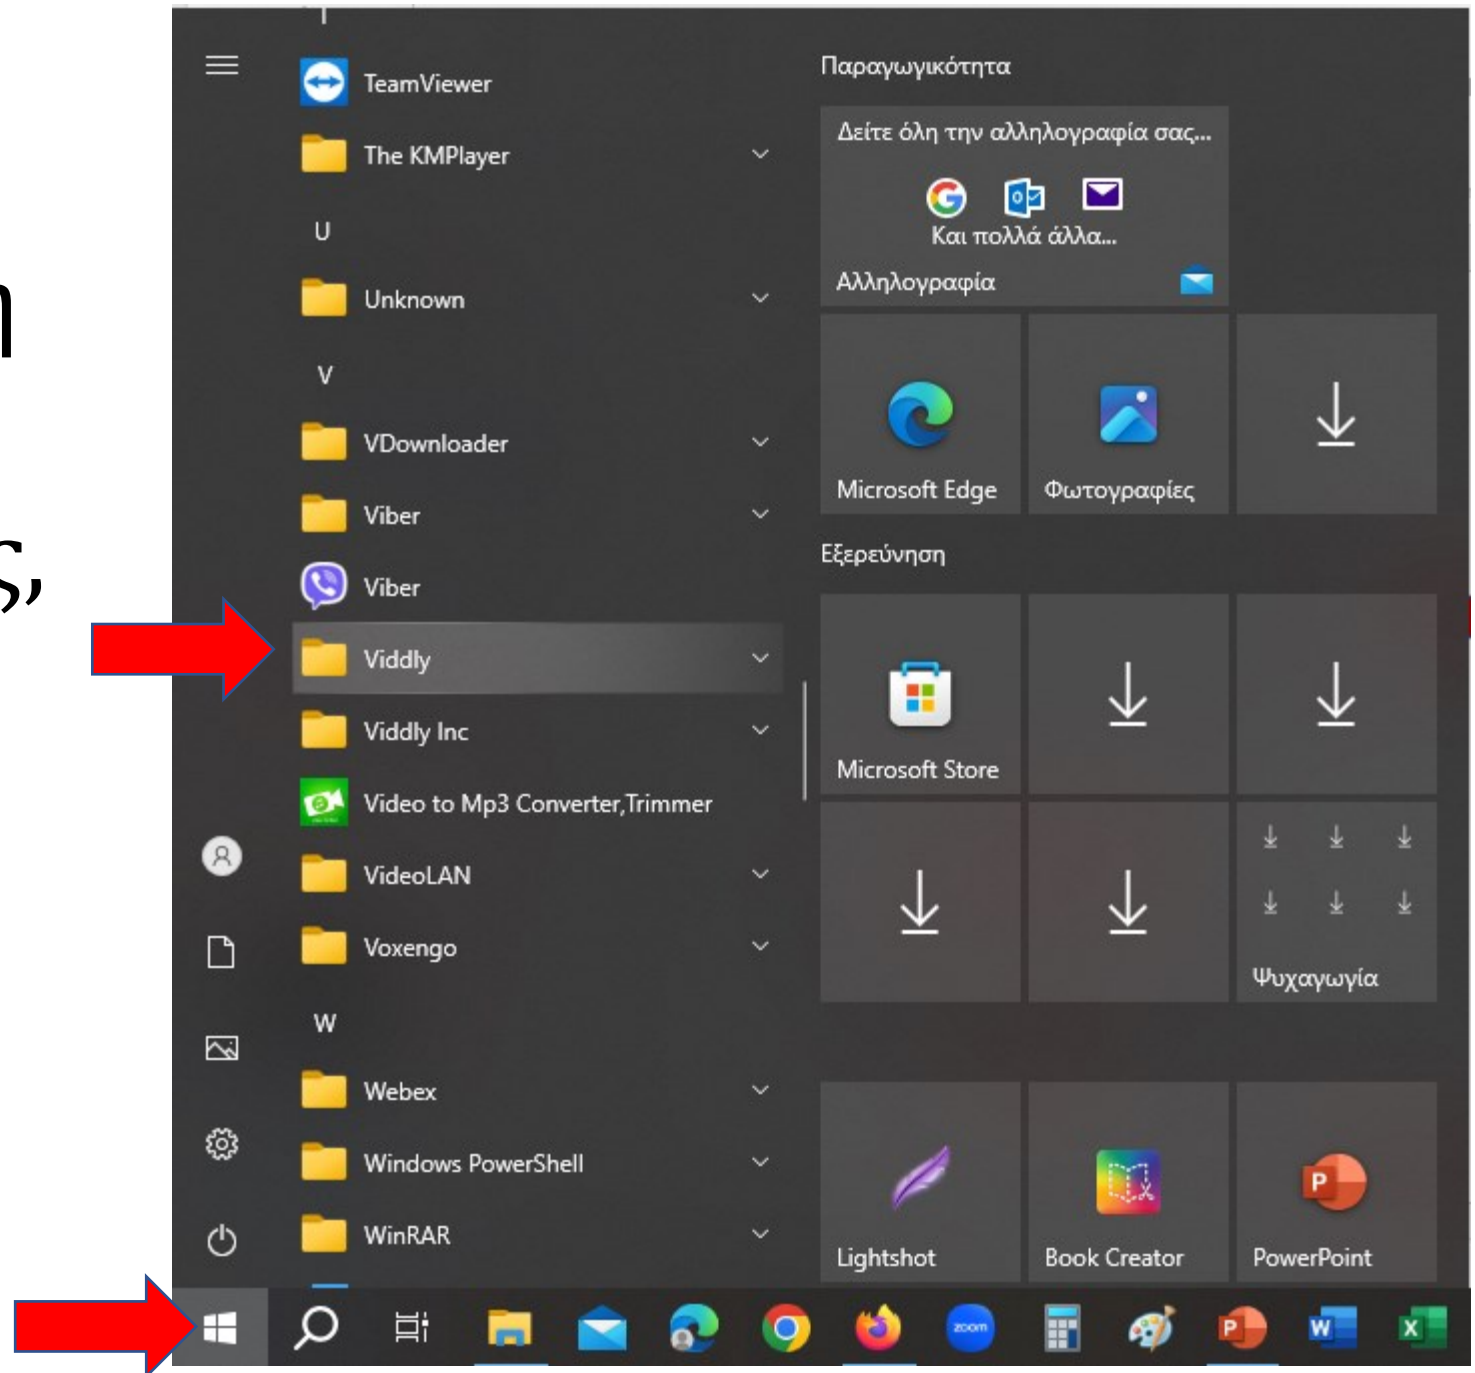 η
ς,
TeamViewer
The KMPlayer
U
Unknown
V
VDownloader
Viber
Viber
Viddly
Viddly Inc
Video to Mp3 Converter,Trimmer
VideoLAN
Voxengo
W
Webex
Windows PowerShell
WinRAR
Παραγωγικότητα
Δείτε όλη την αλληλογραφία σας...
Και πολλά άλλα...
Αλληλογραφία
Microsoft Edge
Φωτογραφίες
Εξερεύνηση
Microsoft Store
Ψυχαγωγία
Lightshot
Book Creator
PowerPoint
zoom